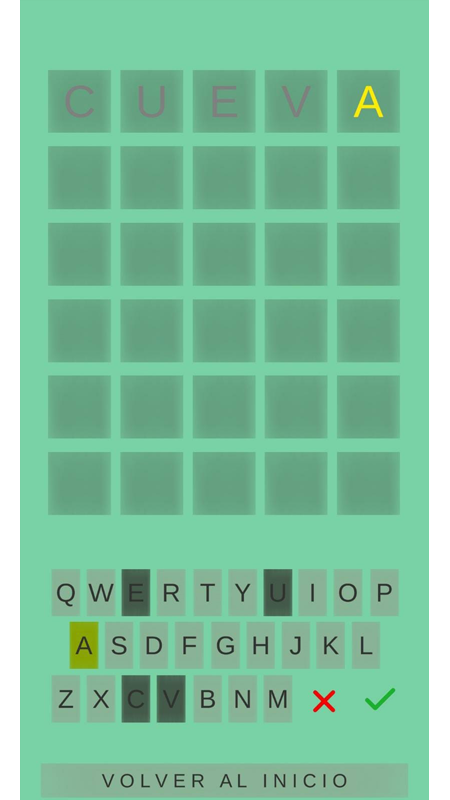 C U E V A
Q W E R T Y U I O P
A S D F G H J K L
Z X C V B N M
VOLVER AL INICIO